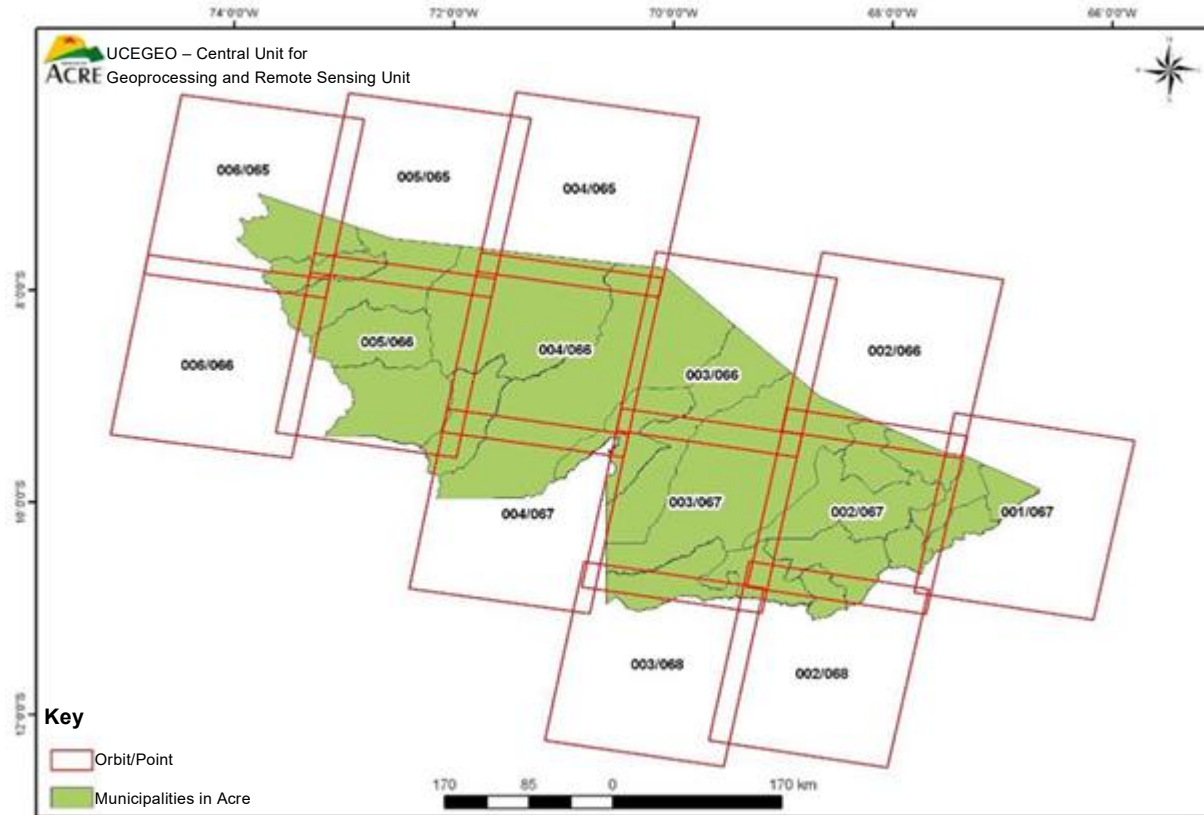 74°0'0"W 72°0'0"W 70°0'0"W 68°0'0"W 66°0'0"W
UCEGEO – Central Unit for
ACRE Geoprocessing and Remote Sensing Unit
006/065
005/065
004/065
8°0'0"S
006/066
005/066
004/066
003/066
002/066
10°0'0"S
004/067
003/067
002/067
001/067
003/068
002/068
12°0'0"S
Key
Orbit/Point
Municipalities in Acre
170 85 0 170 km